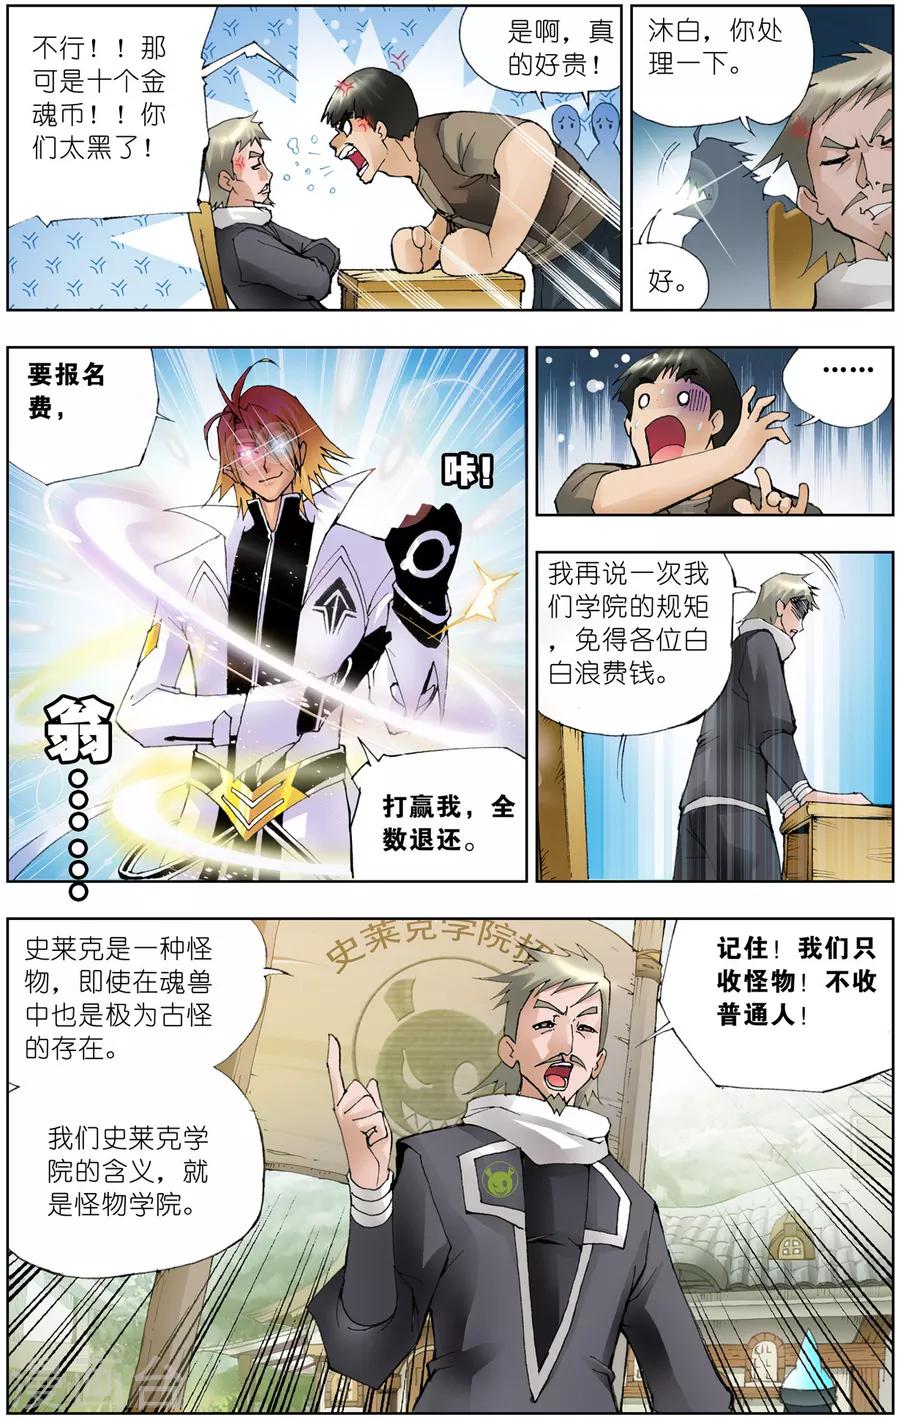 不行！！那
可是十个金
魂币！！你
们太黑了！
是啊，真
的好贵！
沐白，你处
理一下。
好。
要报名
费，
咔！
翁
○○○○○○
打赢我，全
数退还。
……
我再说一次我
们学院的规矩
，免得各位白
白浪费钱。
史莱克学院招
史莱克是一种怪
物，即使在魂兽
中也是极为古怪
的存在。
我们史莱克学
院的含义，就
是怪物学院。
记住！我们只
收怪物！不收
普通人！
漫画台